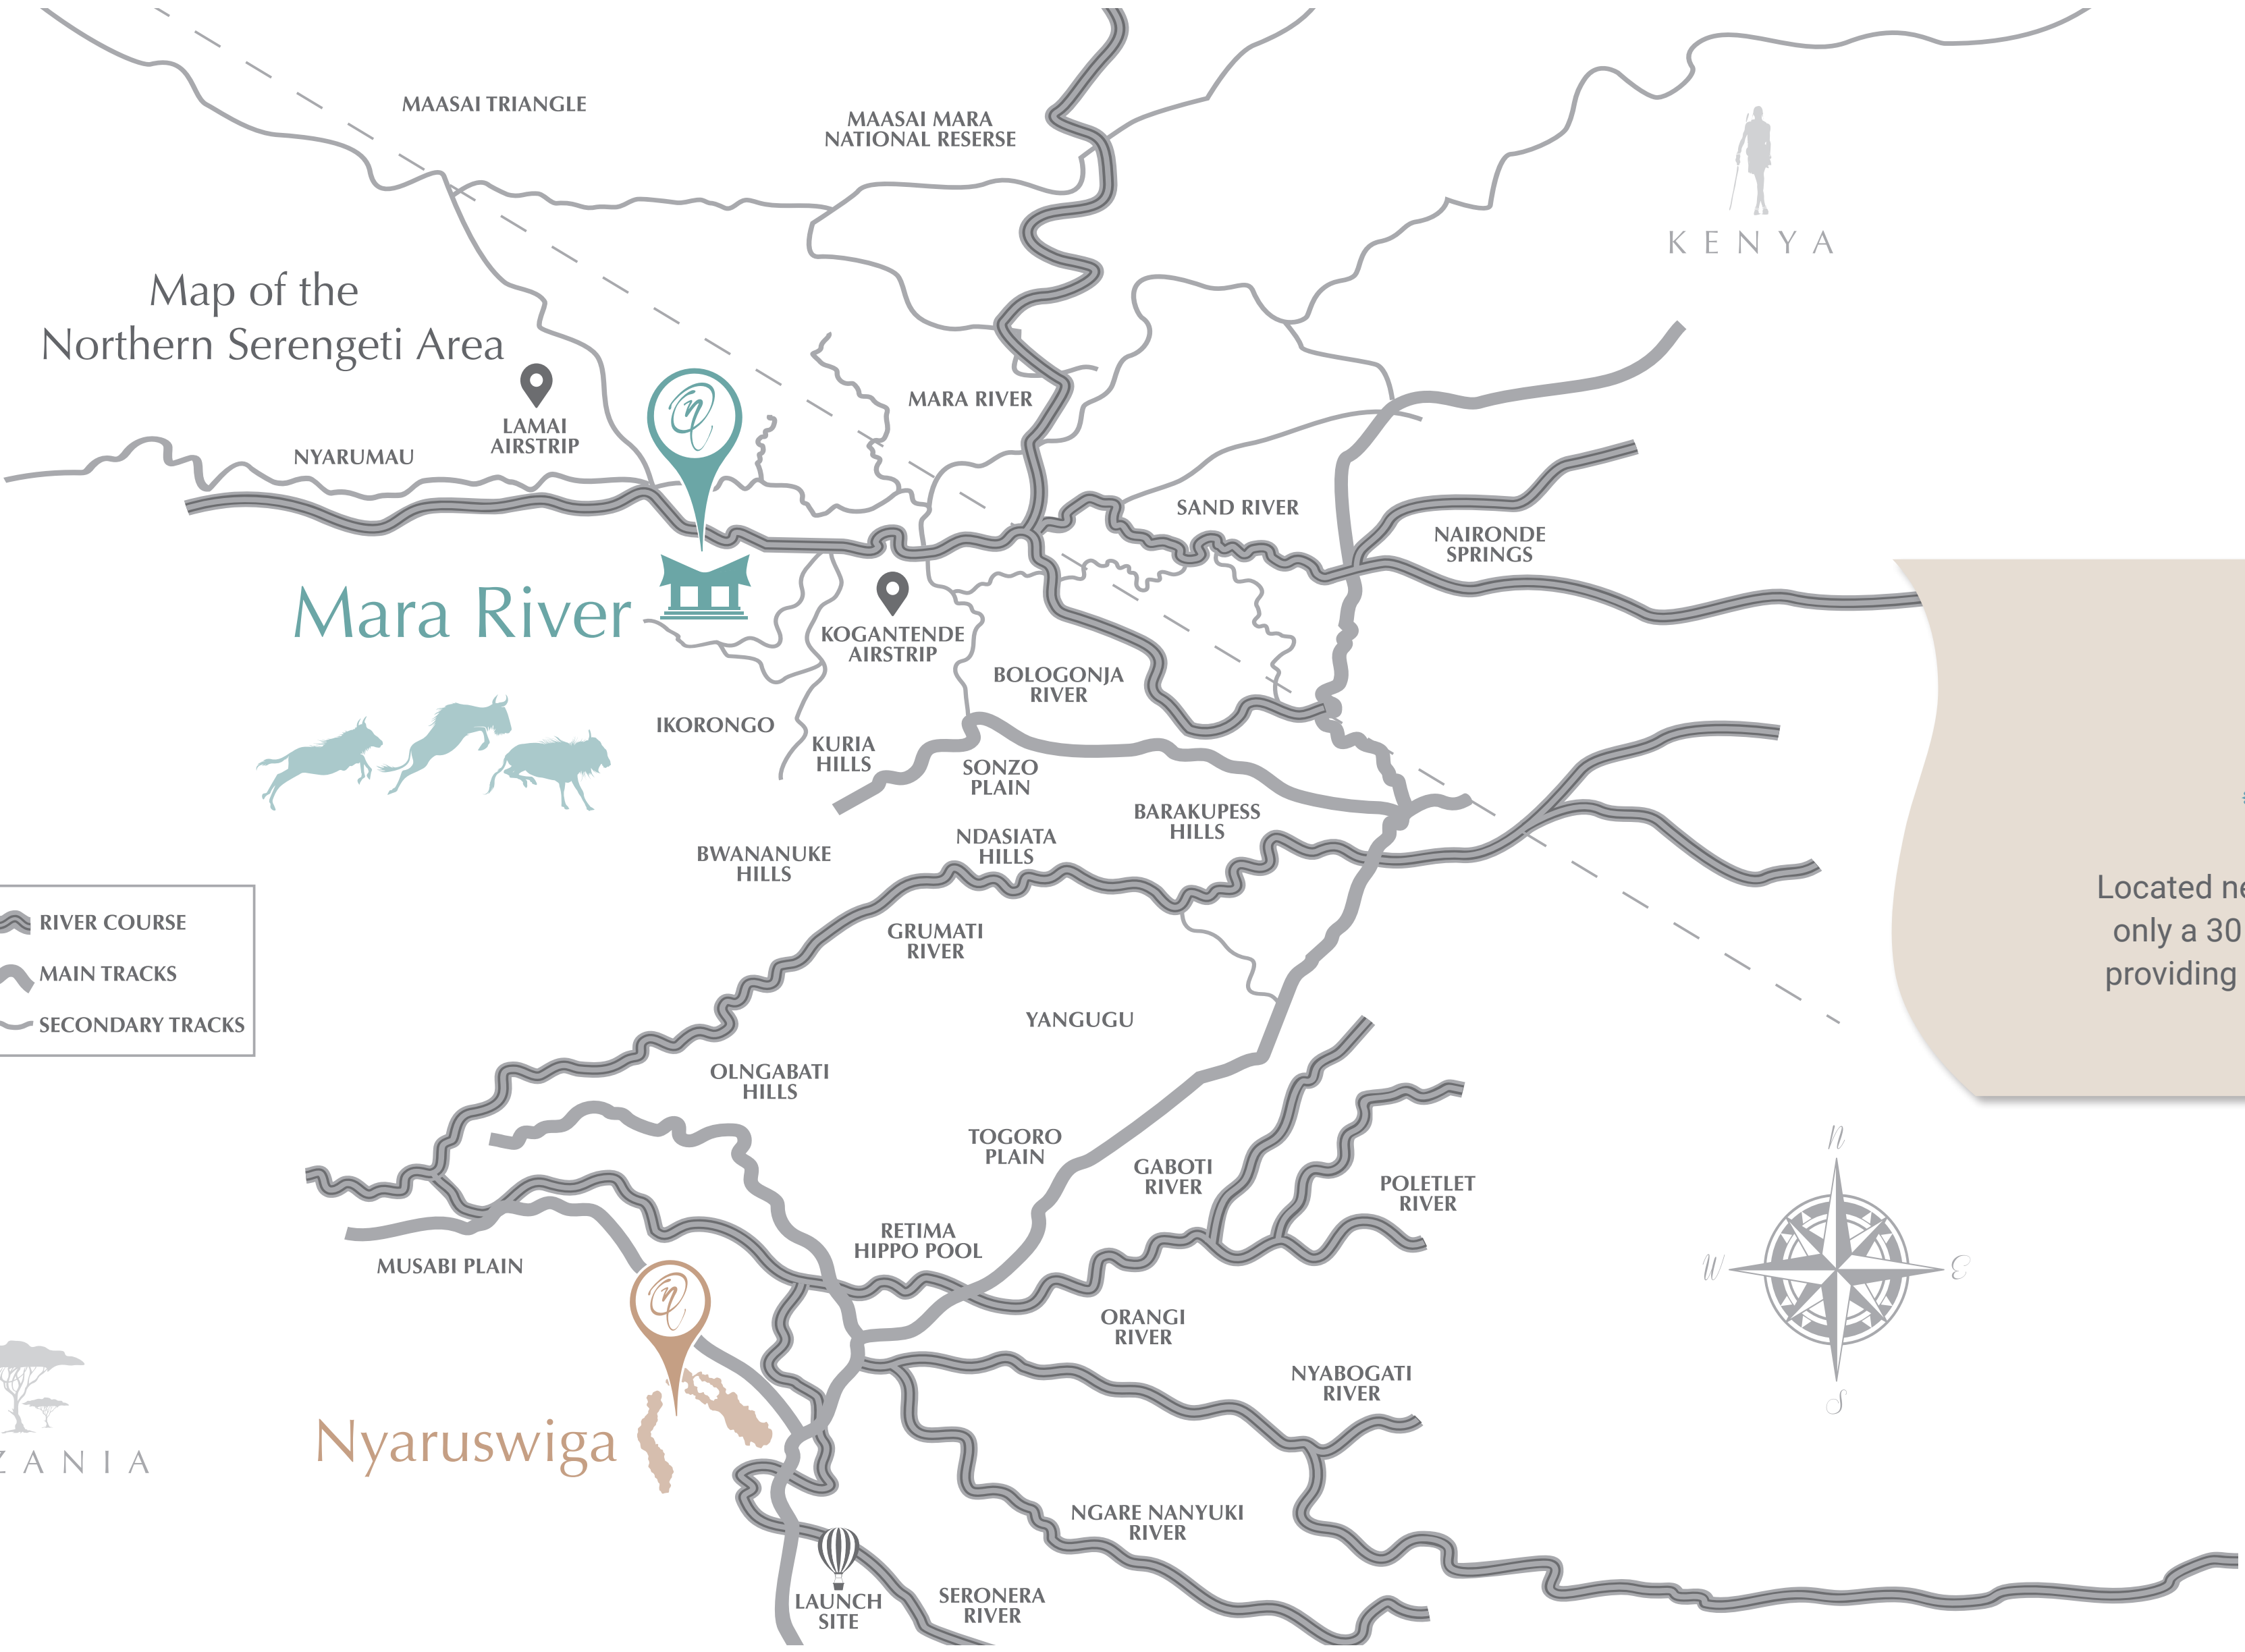 MAASAI TRIANGLE
MAASAI MARA
NATIONAL RESERSE
KENYA
Map of the
Northern Serengeti Area
LAMAI
AIRSTRIP
MARA RIVER
NYARUMAU
SAND RIVER
NAIRONDE
SPRINGS
Mara River
KOGANTENDE
AIRSTRIP
BOLOGONJA
RIVER
IKORONGO
KURIA
HILLS
SONZO
PLAIN
BARAKUPESS
HILLS
NDASIATA
HILLS
BWANANUKE
HILLS
Located ne
only a 30
providing
RIVER COURSE
MAIN TRACKS
SECONDARY TRACKS
GRUMATI
RIVER
YANGUGU
OLNGABATI
HILLS
TOGORO
PLAIN
GABOTI
RIVER
POLETLET
RIVER
N
W
E
S
RETIMA
HIPPO POOL
MUSABI PLAIN
ORANGI
RIVER
NYABOGATI
RIVER
Nyaruswiga
ZANIA
NGARE NANYUKI
RIVER
LAUNCH
SITE
SERONERA
RIVER